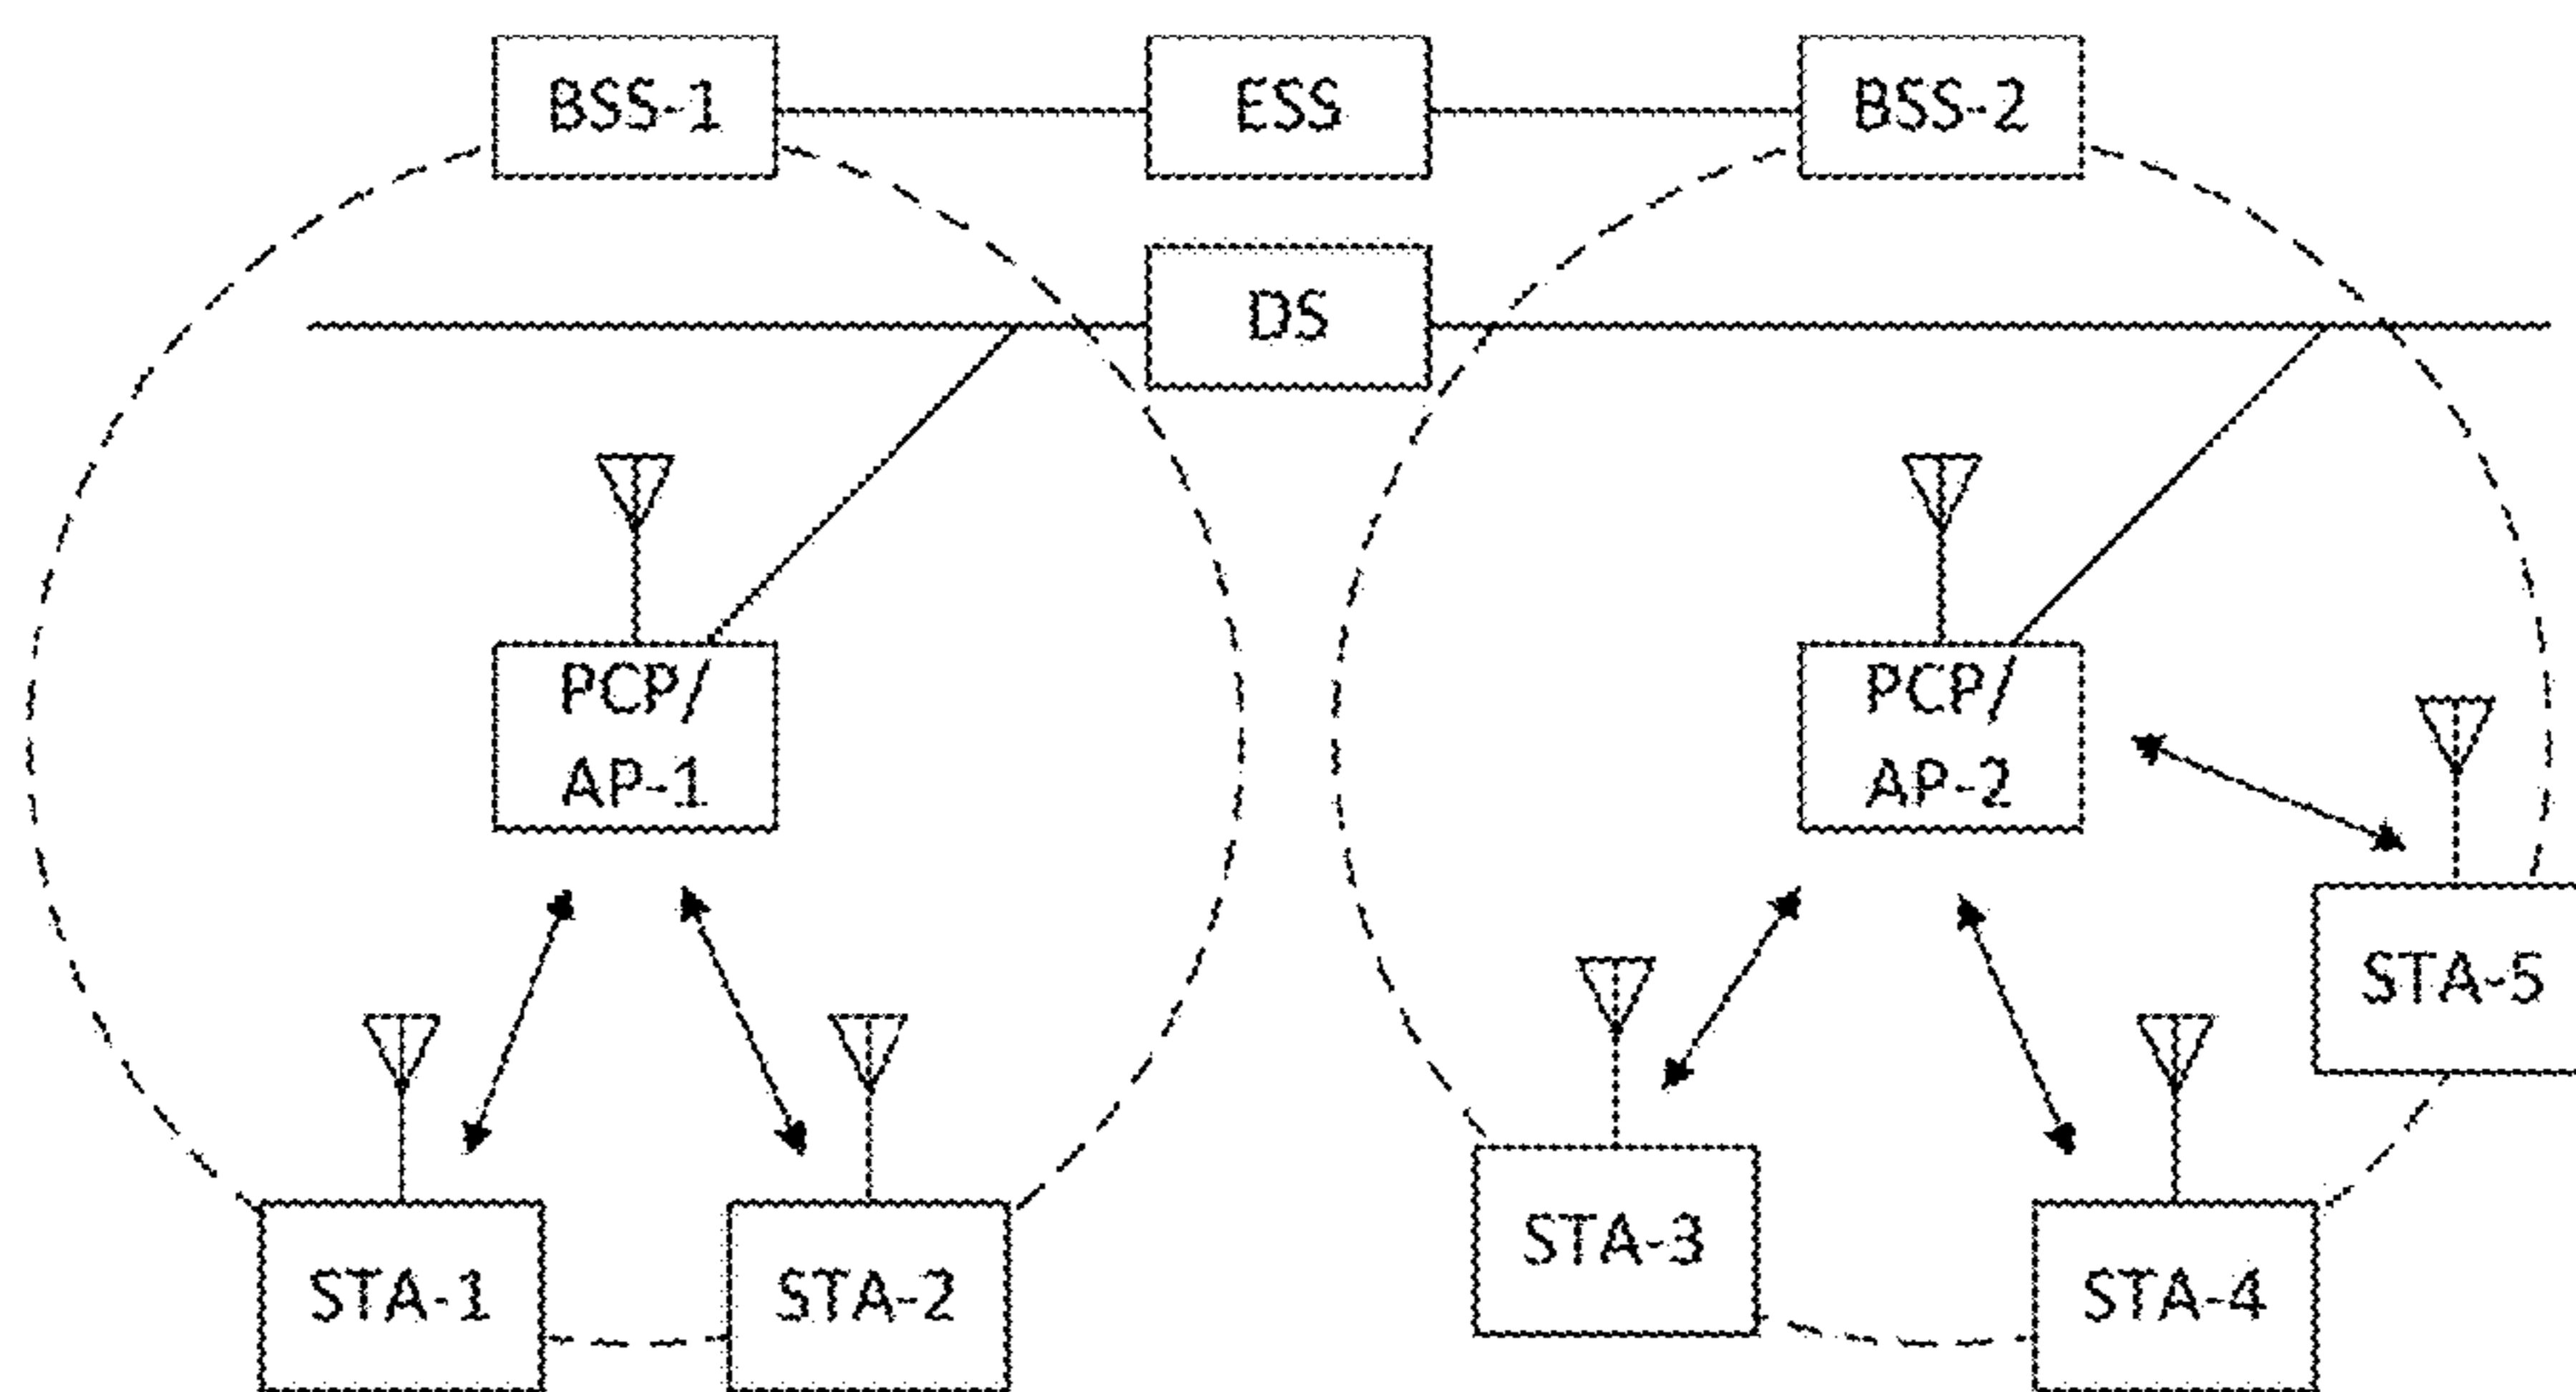 BSS-1
ESS
BSS-2
DS
PCP/
AP-1
PCP/
AP-2
STA-5
STA-3
STA-1
STA-2
STA-4